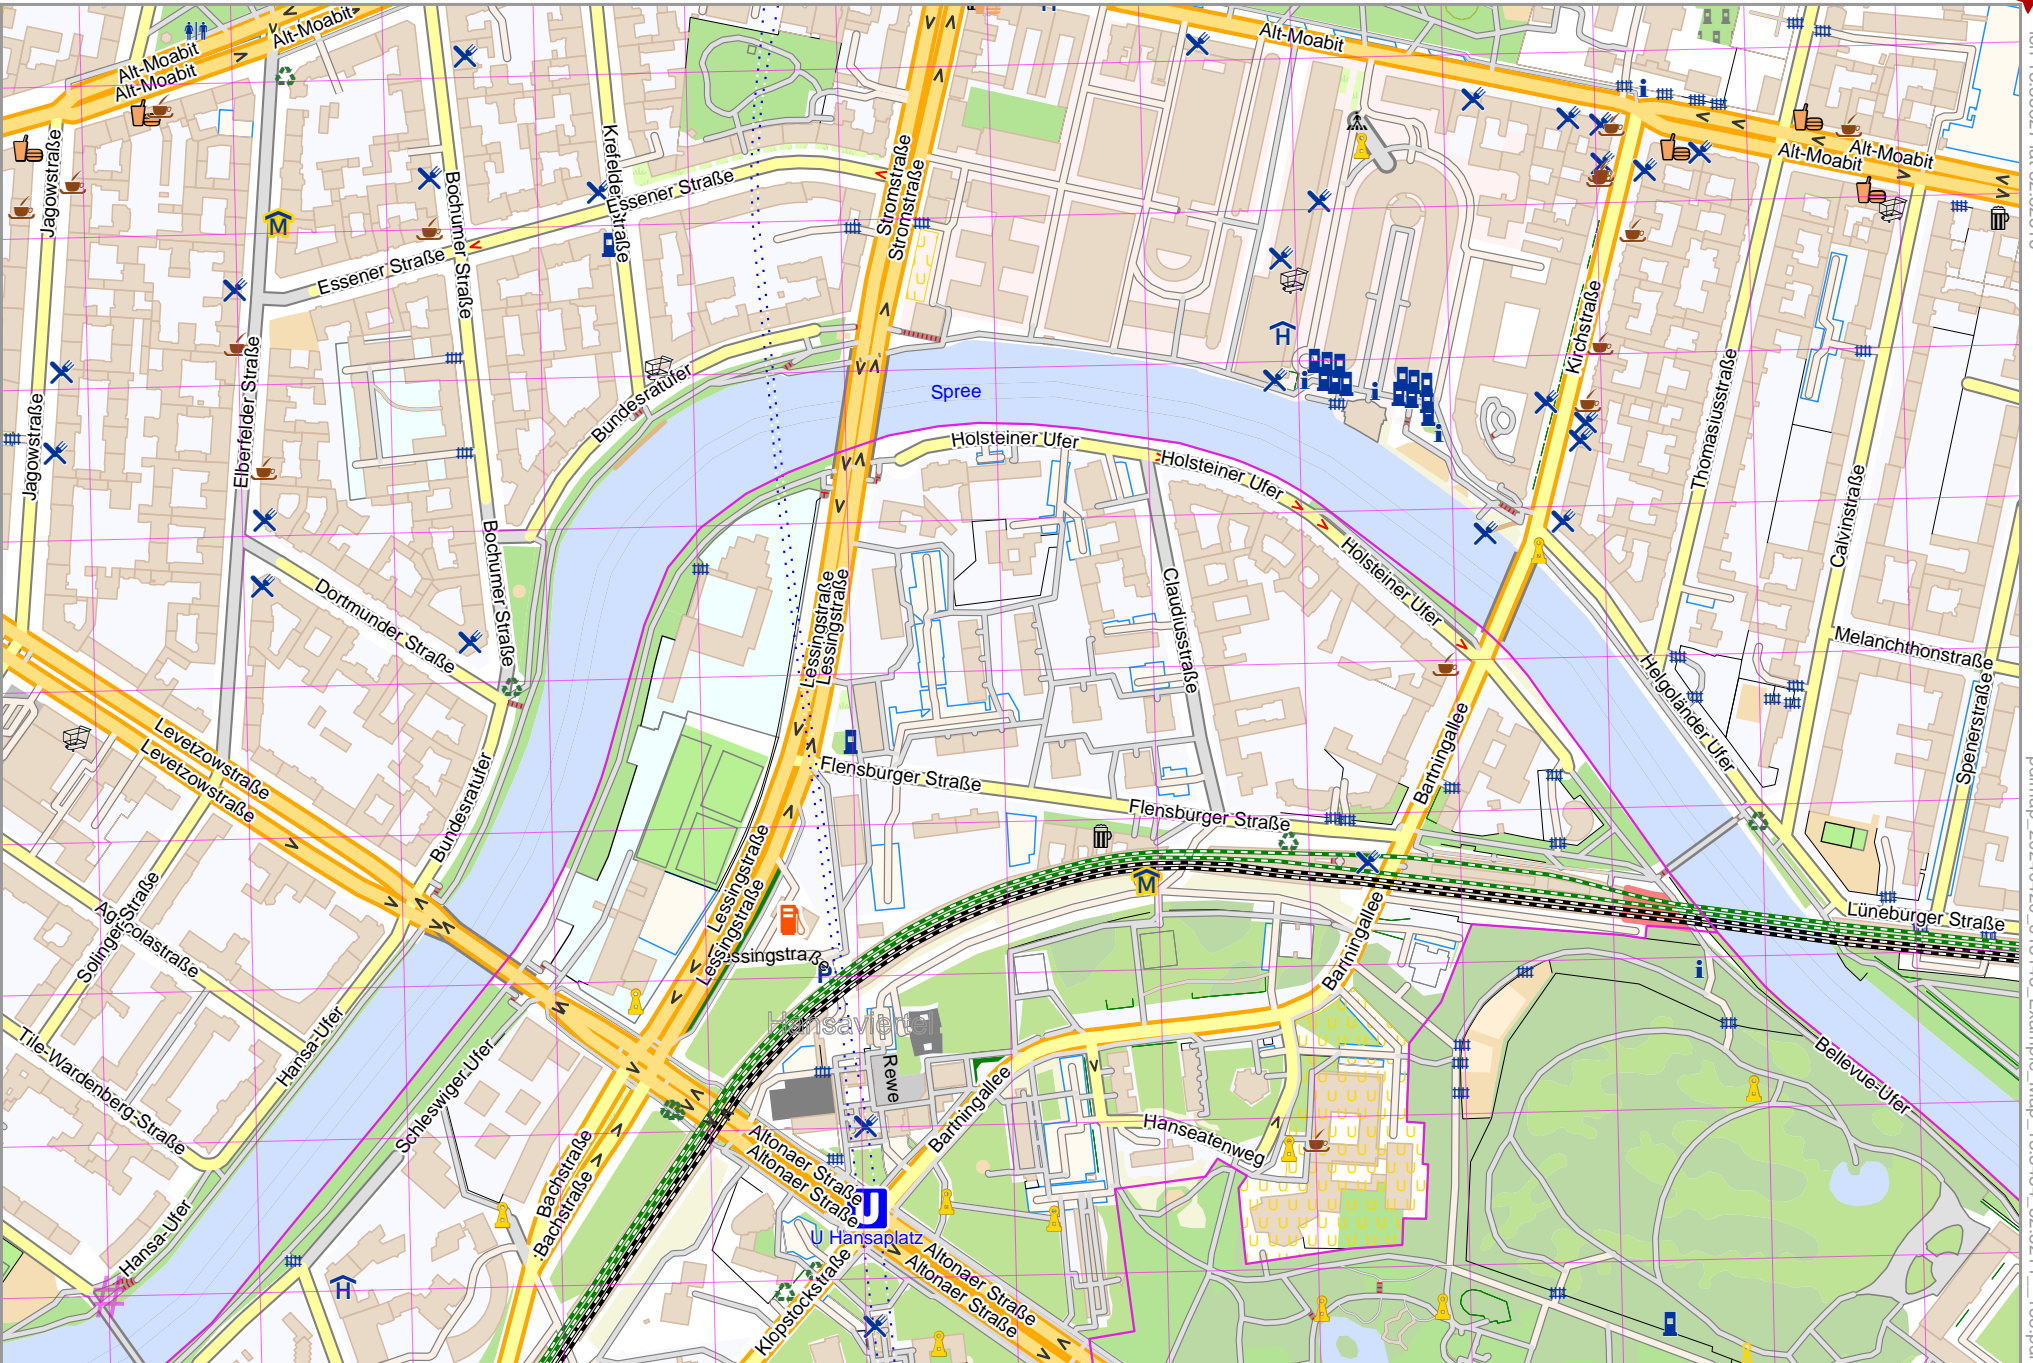 Alt-Moabit
Alt-Moabit
Alt-Moabit
Alt-Moabit
Alt-Moabit
Alt-Moabit
Jagowstraße
Jagowstraße
Elberfelder Straße
Bochumer Straße
Bochumer Straße
Essener Straße
Essener Straße
Stromstraße
Stromstraße
Kirchstraße
Thomasiusstraße
Calvinstraße
Melanchthonstraße
Spenerstraße
Helgoländer Ufer
Bundesratufer
Bundesratufer
Spree
Holsteiner Ufer
Holsteiner Ufer
Holsteiner Ufer
Claudiusstraße
Dortmunder Straße
Lessingstraße
Lessingstraße
Levetzowstraße
Levetzowstraße
Flensburger Straße
Flensburger Straße
Bartningallee
Bartningallee
Bartningallee
Lessingstraße
Lessingstraße
Agricolastraße
Solinger Straße
Tile-Wardenberg-Straße
Hansa-Ufer
Hansa-Ufer
Schleswiger Ufer
Lüneburger Straße
Bellevue-Ufer
Hansaviertel
Rewe
Hanseatenweg
Bachstraße
Bachstraße
Altonaer Straße
Altonaer Straße
Altonaer Straße
Altonaer Straße
U Hansaplatz
Klopstockstraße
M
M
H
H
P
U